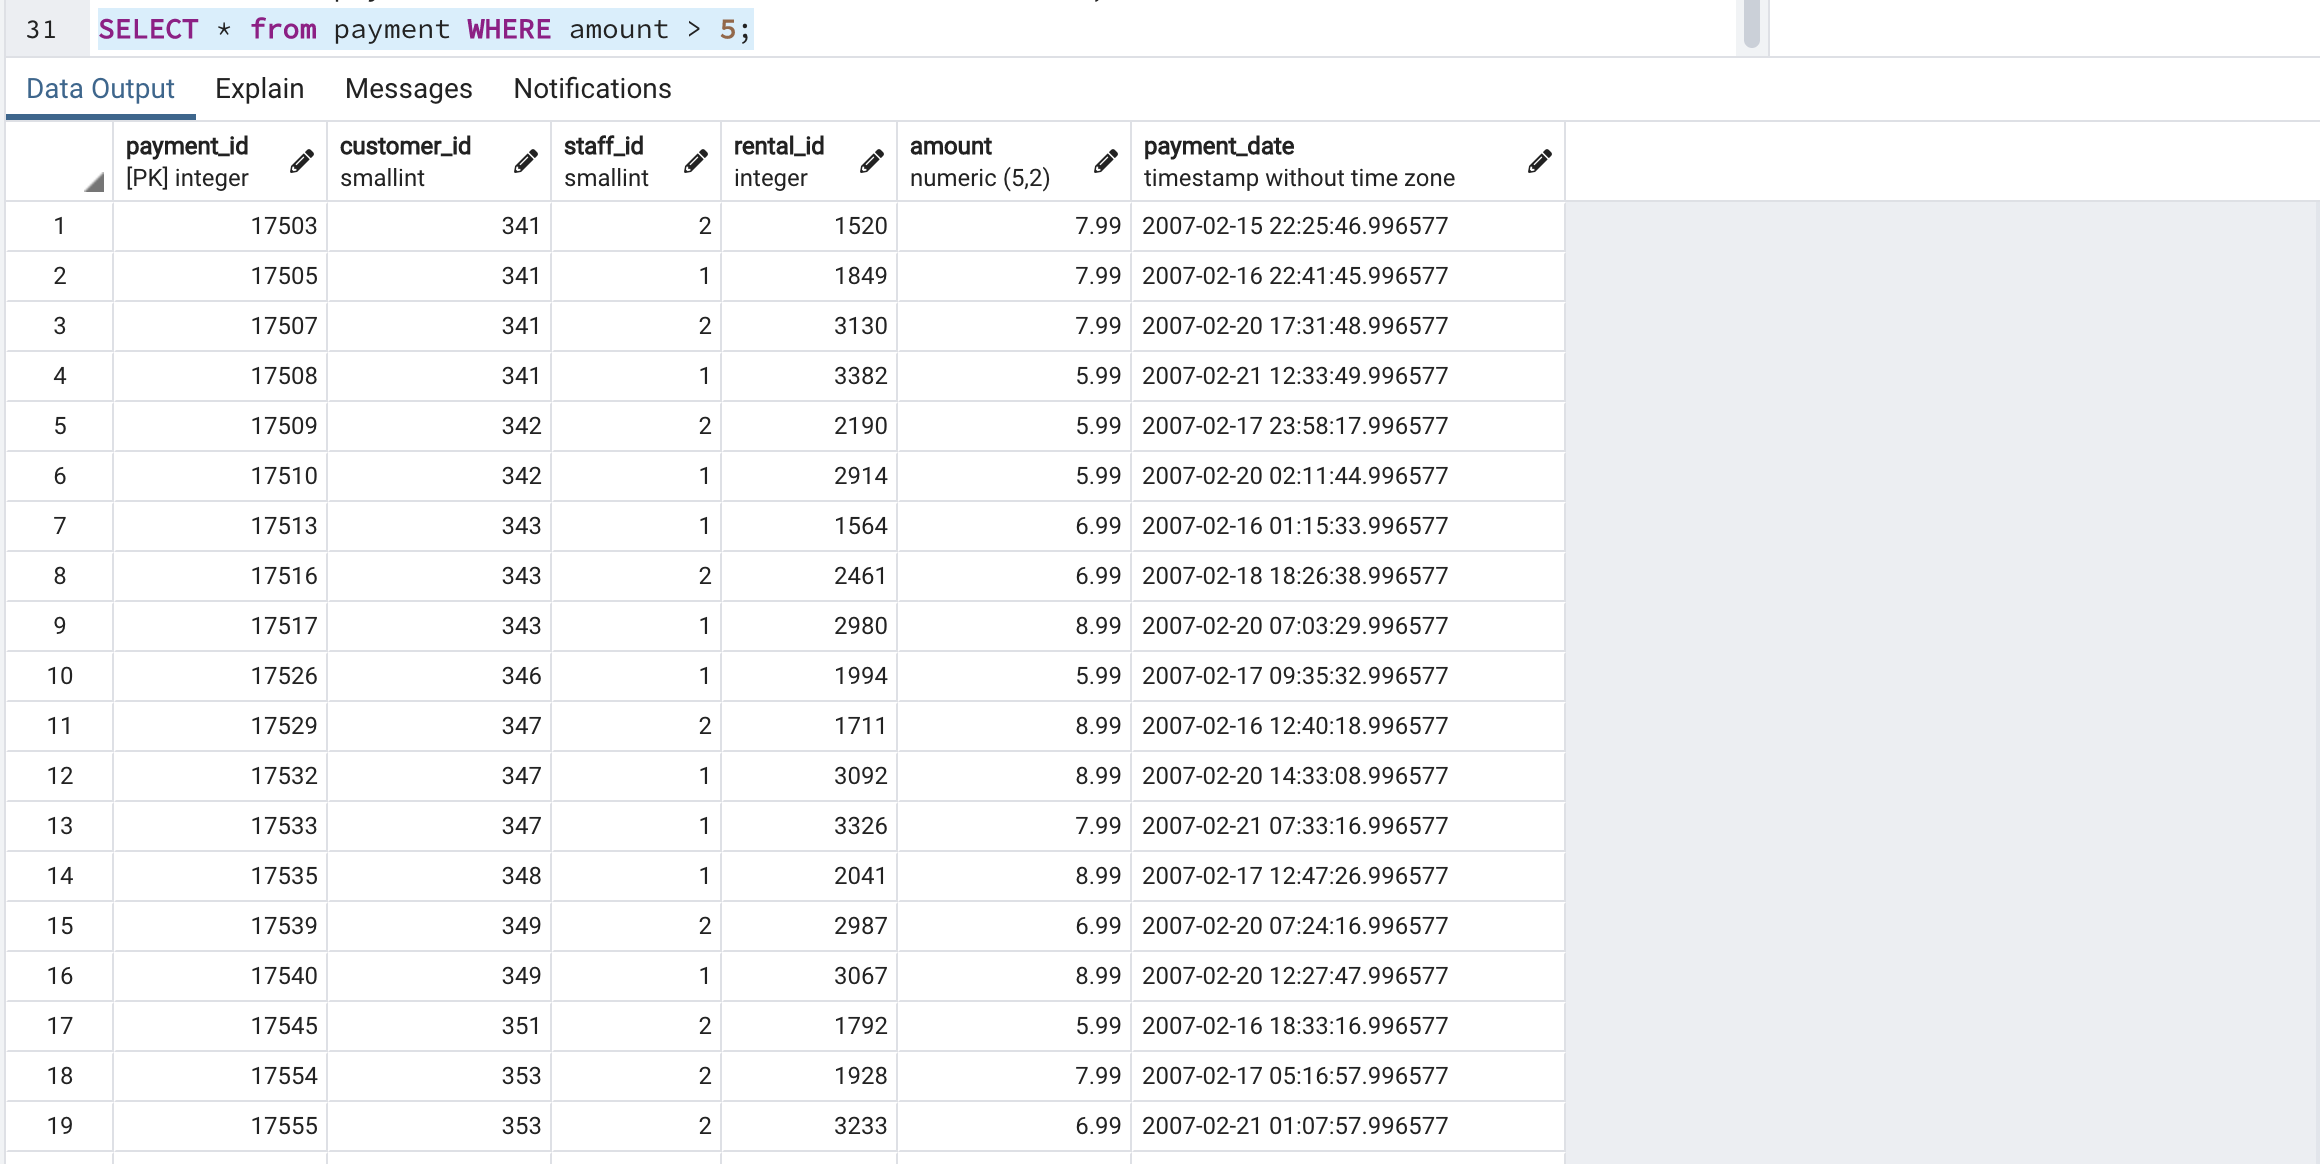 31 SELECT * from payment WHERE amount > 5;
Data Output Explain Messages Notifications
payment_id customer_id staff_id rental_id amount payment_date
[PK] integer smallint smallint integer numeric (5,2) timestamp without time zone
1 17503 341 2 1520 7.99 2007-02-15 22:25:46.996577
2 17505 341 1 1849 7.99 2007-02-16 22:41:45.996577
3 17507 341 2 3130 7.99 2007-02-20 17:31:48.996577
4 17508 341 1 3382 5.99 2007-02-21 12:33:49.996577
5 17509 342 2 2190 5.99 2007-02-17 23:58:17.996577
6 17510 342 1 2914 5.99 2007-02-20 02:11:44.996577
7 17513 343 1 1564 6.99 2007-02-16 01:15:33.996577
8 17516 343 2 2461 6.99 2007-02-18 18:26:38.996577
9 17517 343 1 2980 8.99 2007-02-20 07:03:29.996577
10 17526 346 1 1994 5.99 2007-02-17 09:35:32.996577
11 17529 347 2 1711 8.99 2007-02-16 12:40:18.996577
12 17532 347 1 3092 8.99 2007-02-20 14:33:08.996577
13 17533 347 1 3326 7.99 2007-02-21 07:33:16.996577
14 17535 348 1 2041 8.99 2007-02-17 12:47:26.996577
15 17539 349 2 2987 6.99 2007-02-20 07:24:16.996577
16 17540 349 1 3067 8.99 2007-02-20 12:27:47.996577
17 17545 351 2 1792 5.99 2007-02-16 18:33:16.996577
18 17554 353 2 1928 7.99 2007-02-17 05:16:57.996577
19 17555 353 2 3233 6.99 2007-02-21 01:07:57.996577